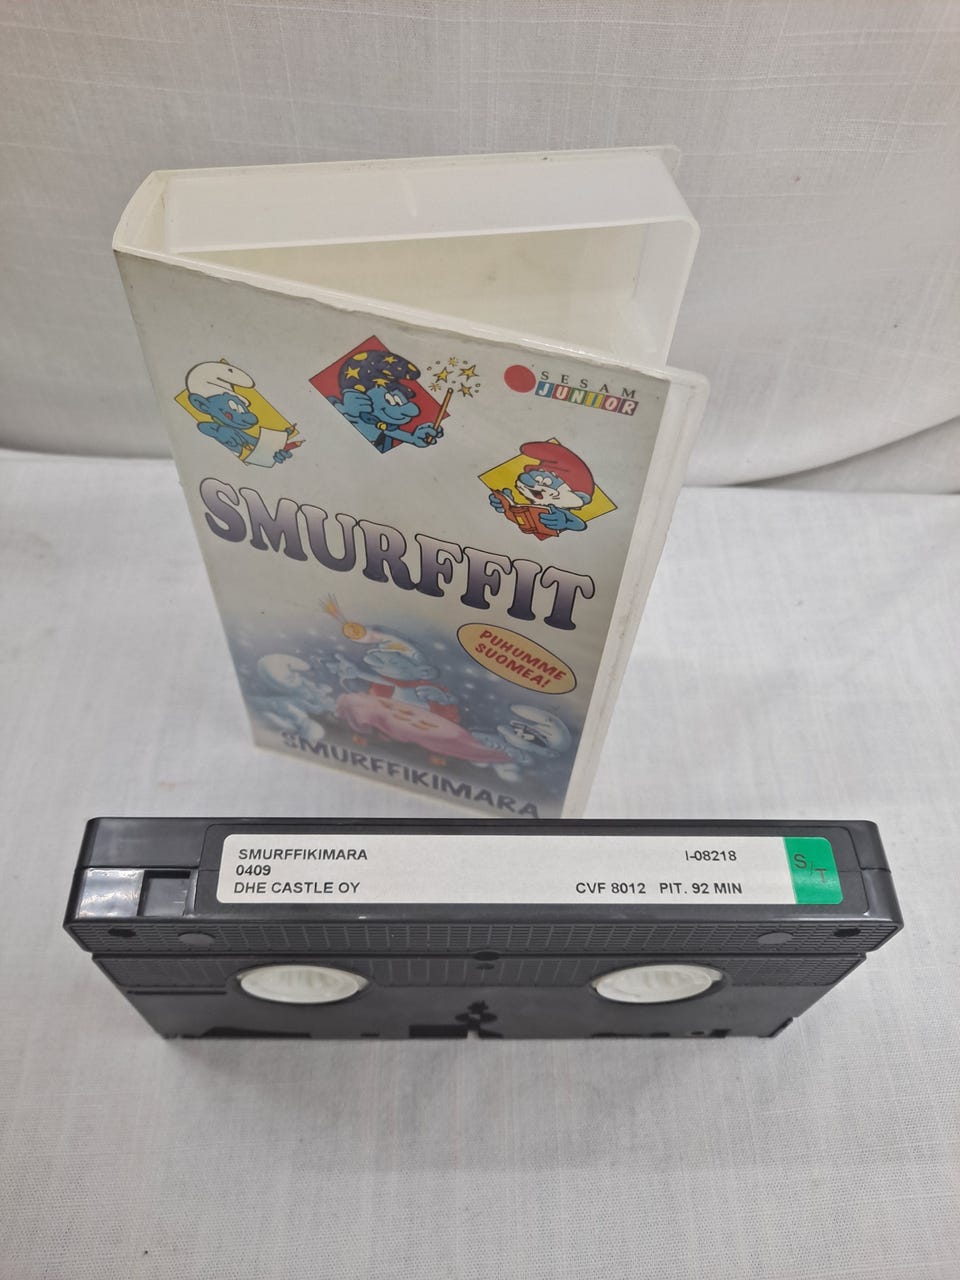 SESAM
JUNIOR
SMURFFIT
PUHUMME
SUOMEA!
SMURFFIKIMARA
SMURFFIKIMARA I-08218
0409
DHE CASTLE OY CVF 8012 PIT. 92 MIN
S/T